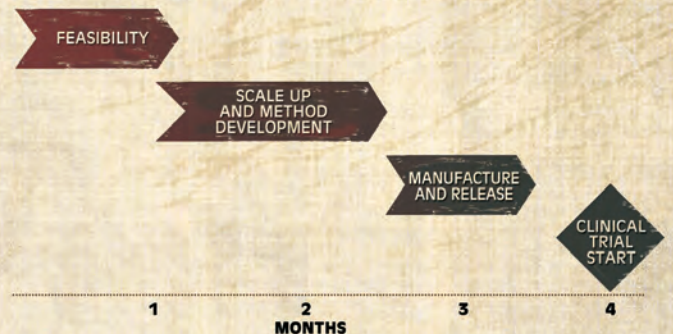 FEASIBILITY
SCALE UP
AND METHOD
DEVELOPMENT
MANUFACTURE
AND RELEASE
CLINICAL
TRIAL
START
1 2 3 4
MONTHS